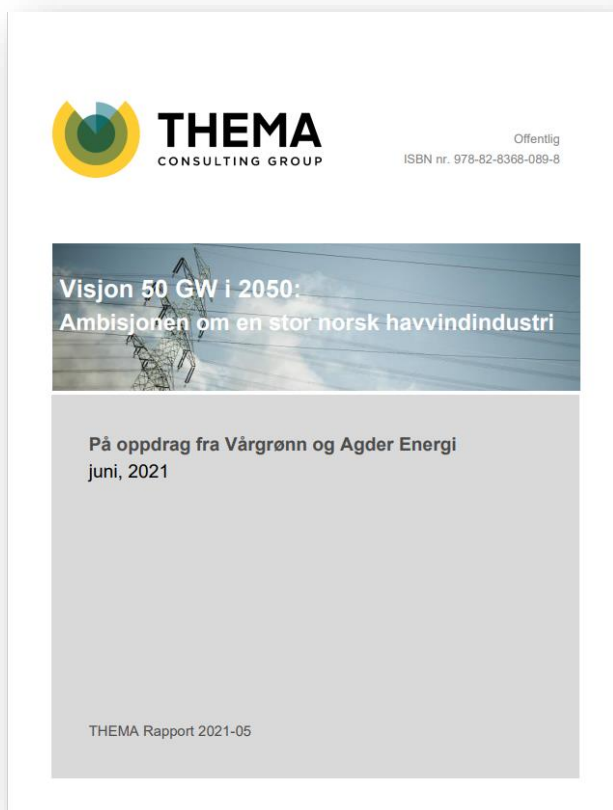 THEMA
CONSULTING GROUP
Offentlig
ISBN nr. 978-82-8368-089-8
Visjon 50 GW i 2050:
Ambisjonen om en stor norsk havvindindustri
På oppdrag fra Vårgrønn og Agder Energi
juni, 2021
THEMA Rapport 2021-05